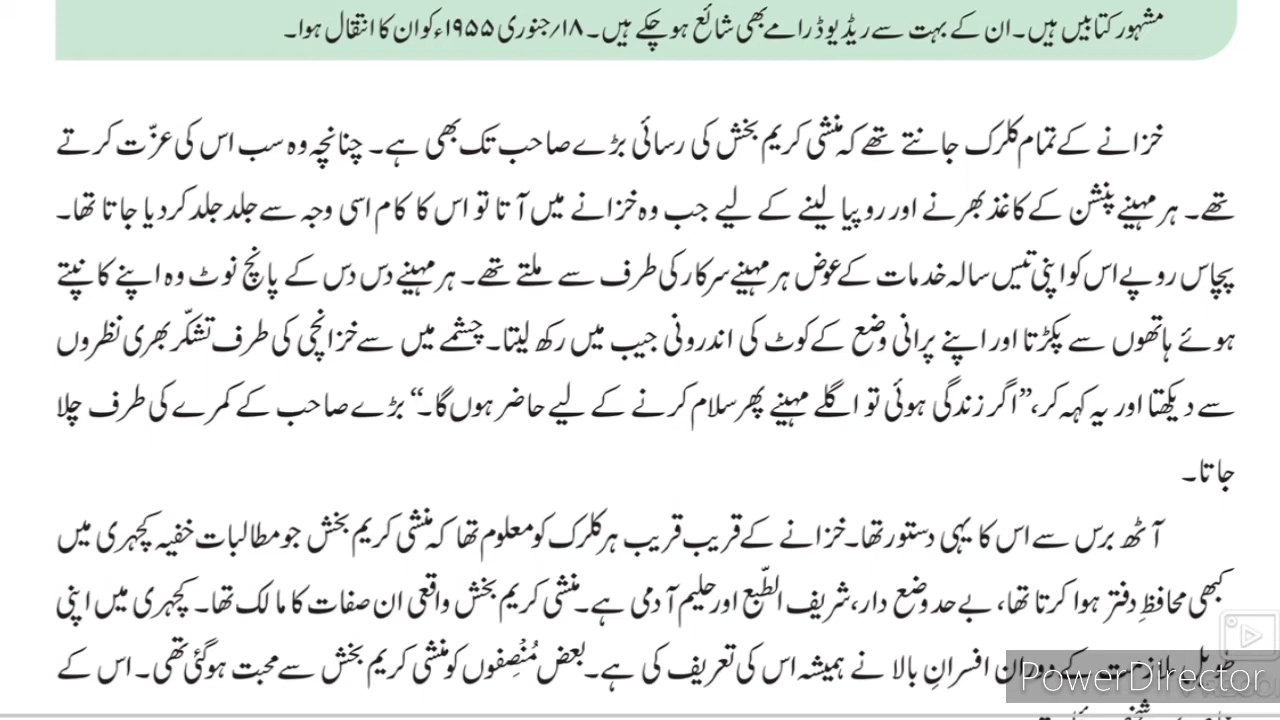 مشہور کتابیں ہیں۔ ان کے بہت سے ریڈیو ڈرامے بھی شائع ہو چکے ہیں۔ ۱۸؍جنوری ۱۹۵۵ء کو ان کا انتقال ہوا۔
خزانے کے تمام کلرک جانتے تھے کہ منشی کریم بخش کی رسائی بڑے صاحب تک بھی ہے۔ چنانچہ وہ سب اس کی عزّت کرتے
تھے۔ ہر مہینے پنشن کے کاغذ بھرنے اور روپیا لینے کے لیے جب وہ خزانے میں آتا تو اس کا کام اسی وجہ سے جلد جلد کر دیا جاتا تھا۔
پچاس روپے اس کو اپنی تیس سالہ خدمات کے عوض ہر مہینے سرکار کی طرف سے ملتے تھے۔ ہر مہینے دس دس کے پانچ نوٹ وہ اپنے کانپتے
ہوئے ہاتھوں سے پکڑتا اور اپنے پرانی وضع کے کوٹ کی اندرونی جیب میں رکھ لیتا۔ چشمے میں سے خزانچی کی طرف تشکّر بھری نظروں
سے دیکھتا اور یہ کہہ کر، ”اگر زندگی ہوئی تو اگلے مہینے پھر سلام کرنے کے لیے حاضر ہوں گا۔“ بڑے صاحب کے کمرے کی طرف چلا
جاتا۔
آٹھ برس سے اس کا یہی دستور تھا۔ خزانے کے قریب قریب ہر کلرک کو معلوم تھا کہ منشی کریم بخش جو مطالبات خفیہ کچہری میں
کبھی محافظِ دفتر ہوا کرتا تھا، بے حد وضع دار، شریف الطّبع اور حلیم آدمی ہے۔ منشی کریم بخش واقعی ان صفات کا مالک تھا۔ کچہری میں اپنی
طویل ملازمت کے دوران افسرانِ بالا نے ہمیشہ اس کی تعریف کی ہے۔ بعض مُنْصِفوں کو منشی کریم بخش سے محبت ہو گئی تھی۔ اس کے
PowerDirector